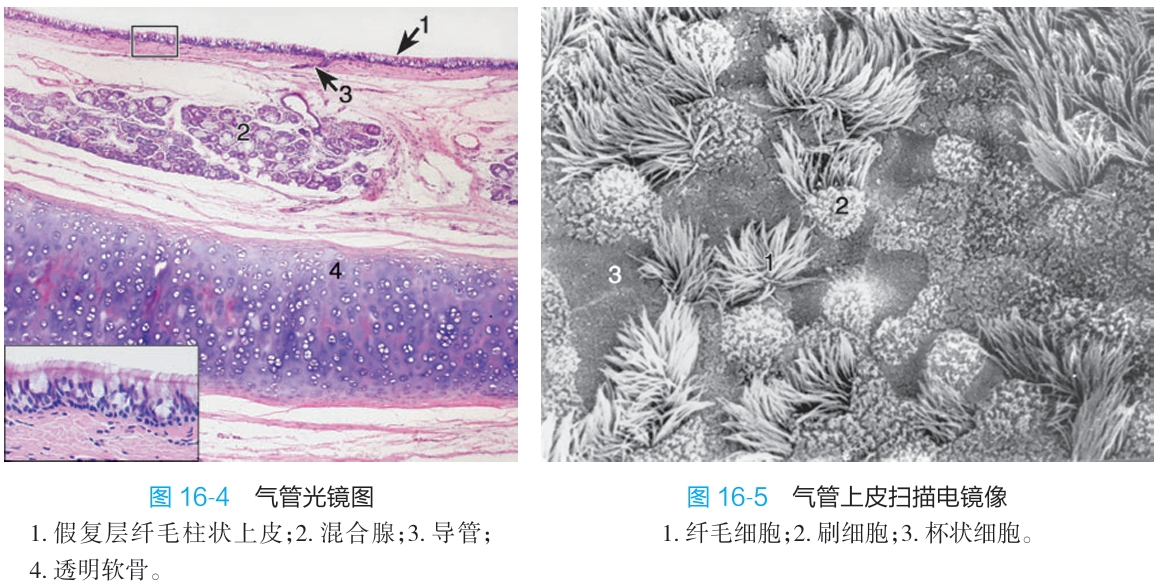 1
3
2
4
2
1
3
图 16-4 气管光镜图
1. 假复层纤毛柱状上皮;2. 混合腺;3. 导管;
4. 透明软骨。
图 16-5 气管上皮扫描电镜像
1. 纤毛细胞;2. 刷细胞;3. 杯状细胞。